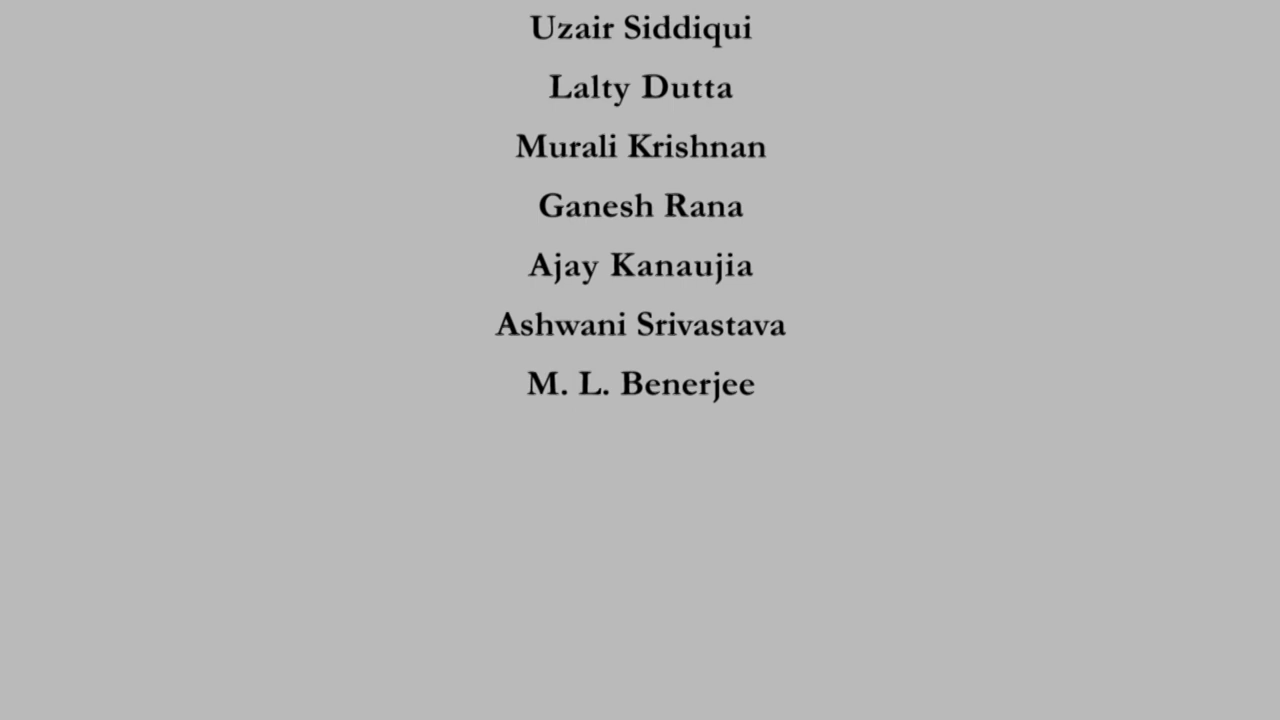 Uzair Siddiqui
Lalty Dutta
Murali Krishnan
Ganesh Rana
Ajay Kanaujia
Ashwani Srivastava
M. L. Benerjee